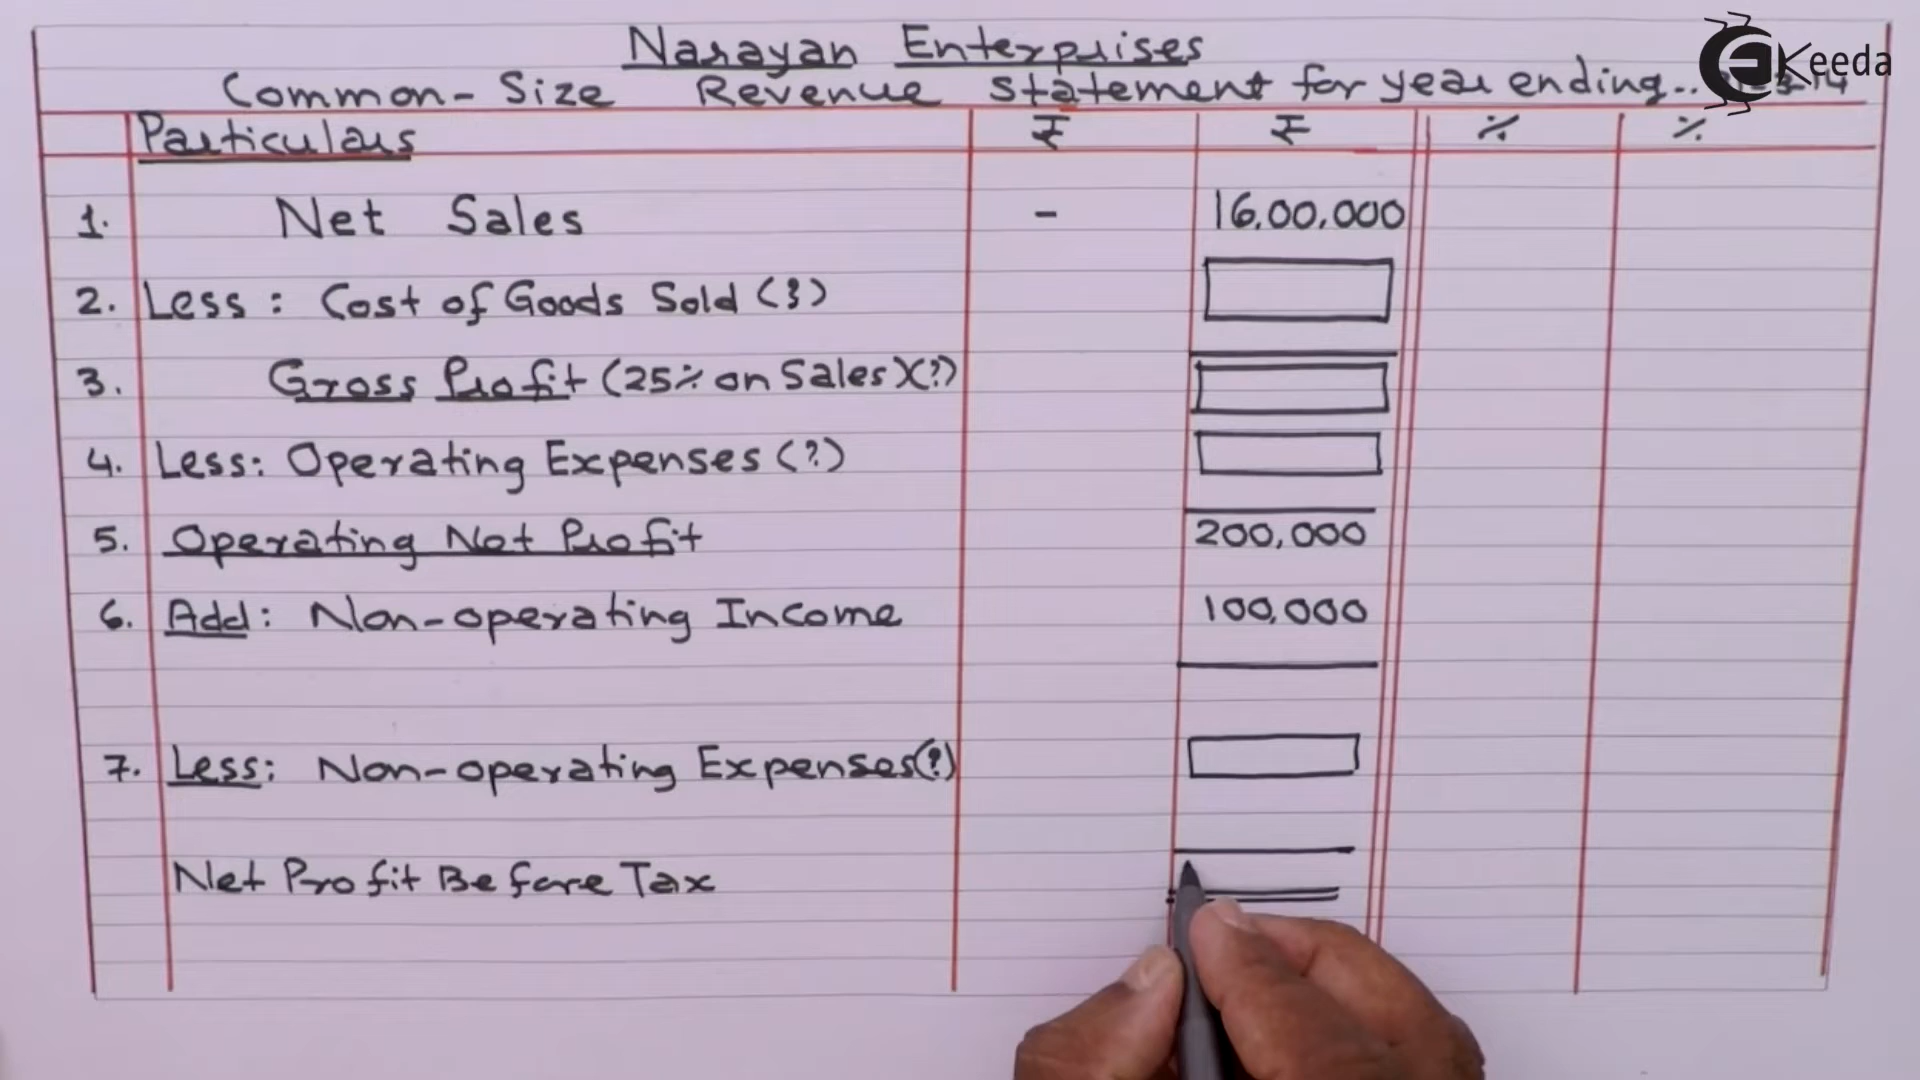 Narayan Enterprises
Common-Size Revenue Statement for year ending..
Keeda
Particulars ₹ ₹ % %
1. Net Sales - 16,00,000
2. Less: Cost of Goods Sold (?)
3. Gross Profit (25% on Sales)(?)
4. Less: Operating Expenses (?)
5. Operating Net Profit 200,000
6. Add: Non-operating Income 100,000
7. Less: Non-operating Expenses(?)
Net Profit Before Tax